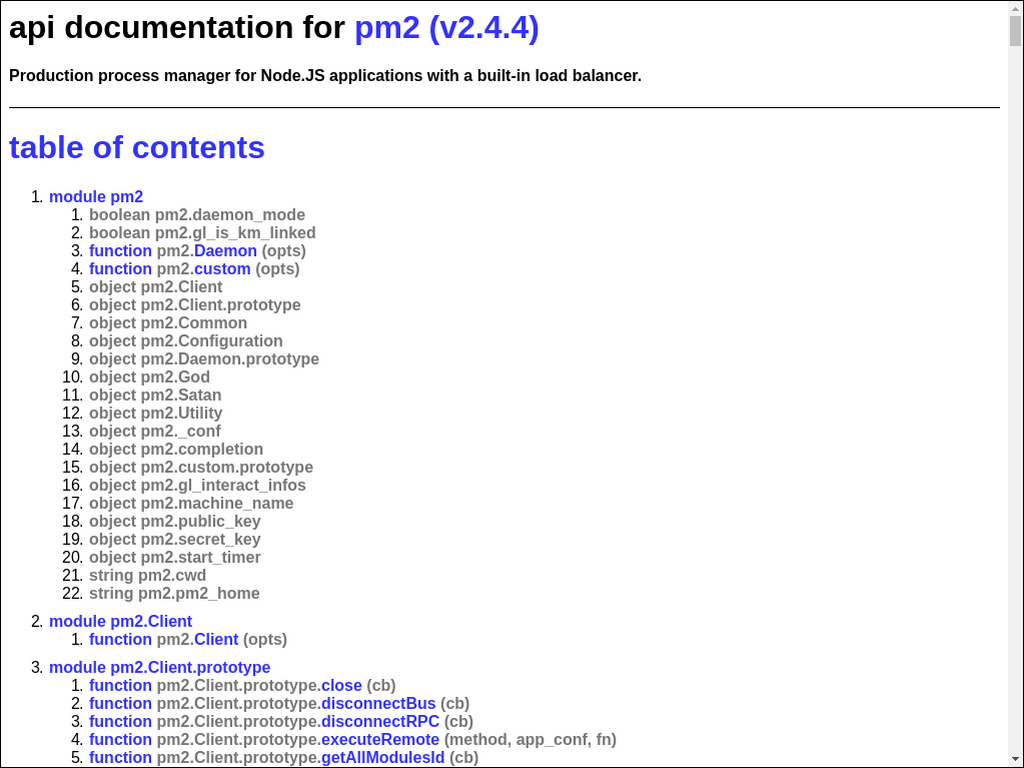 api documentation for pm2 (v2.4.4)
Production process manager for Node.JS applications with a built-in load balancer.
table of contents
1. module pm2
1. boolean pm2.daemon_mode
2. boolean pm2.gl_is_km_linked
3. function pm2.Daemon (opts)
4. function pm2.custom (opts)
5. object pm2.Client
6. object pm2.Client.prototype
7. object pm2.Common
8. object pm2.Configuration
9. object pm2.Daemon.prototype
10. object pm2.God
11. object pm2.Satan
12. object pm2.Utility
13. object pm2._conf
14. object pm2.completion
15. object pm2.custom.prototype
16. object pm2.gl_interact_infos
17. object pm2.machine_name
18. object pm2.public_key
19. object pm2.secret_key
20. object pm2.start_timer
21. string pm2.cwd
22. string pm2.pm2_home
2. module pm2.Client
1. function pm2.Client (opts)
3. module pm2.Client.prototype
1. function pm2.Client.prototype.close (cb)
2. function pm2.Client.prototype.disconnectBus (cb)
3. function pm2.Client.prototype.disconnectRPC (cb)
4. function pm2.Client.prototype.executeRemote (method, app_conf, fn)
5. function pm2.Client.prototype.getAllModulesId (cb)